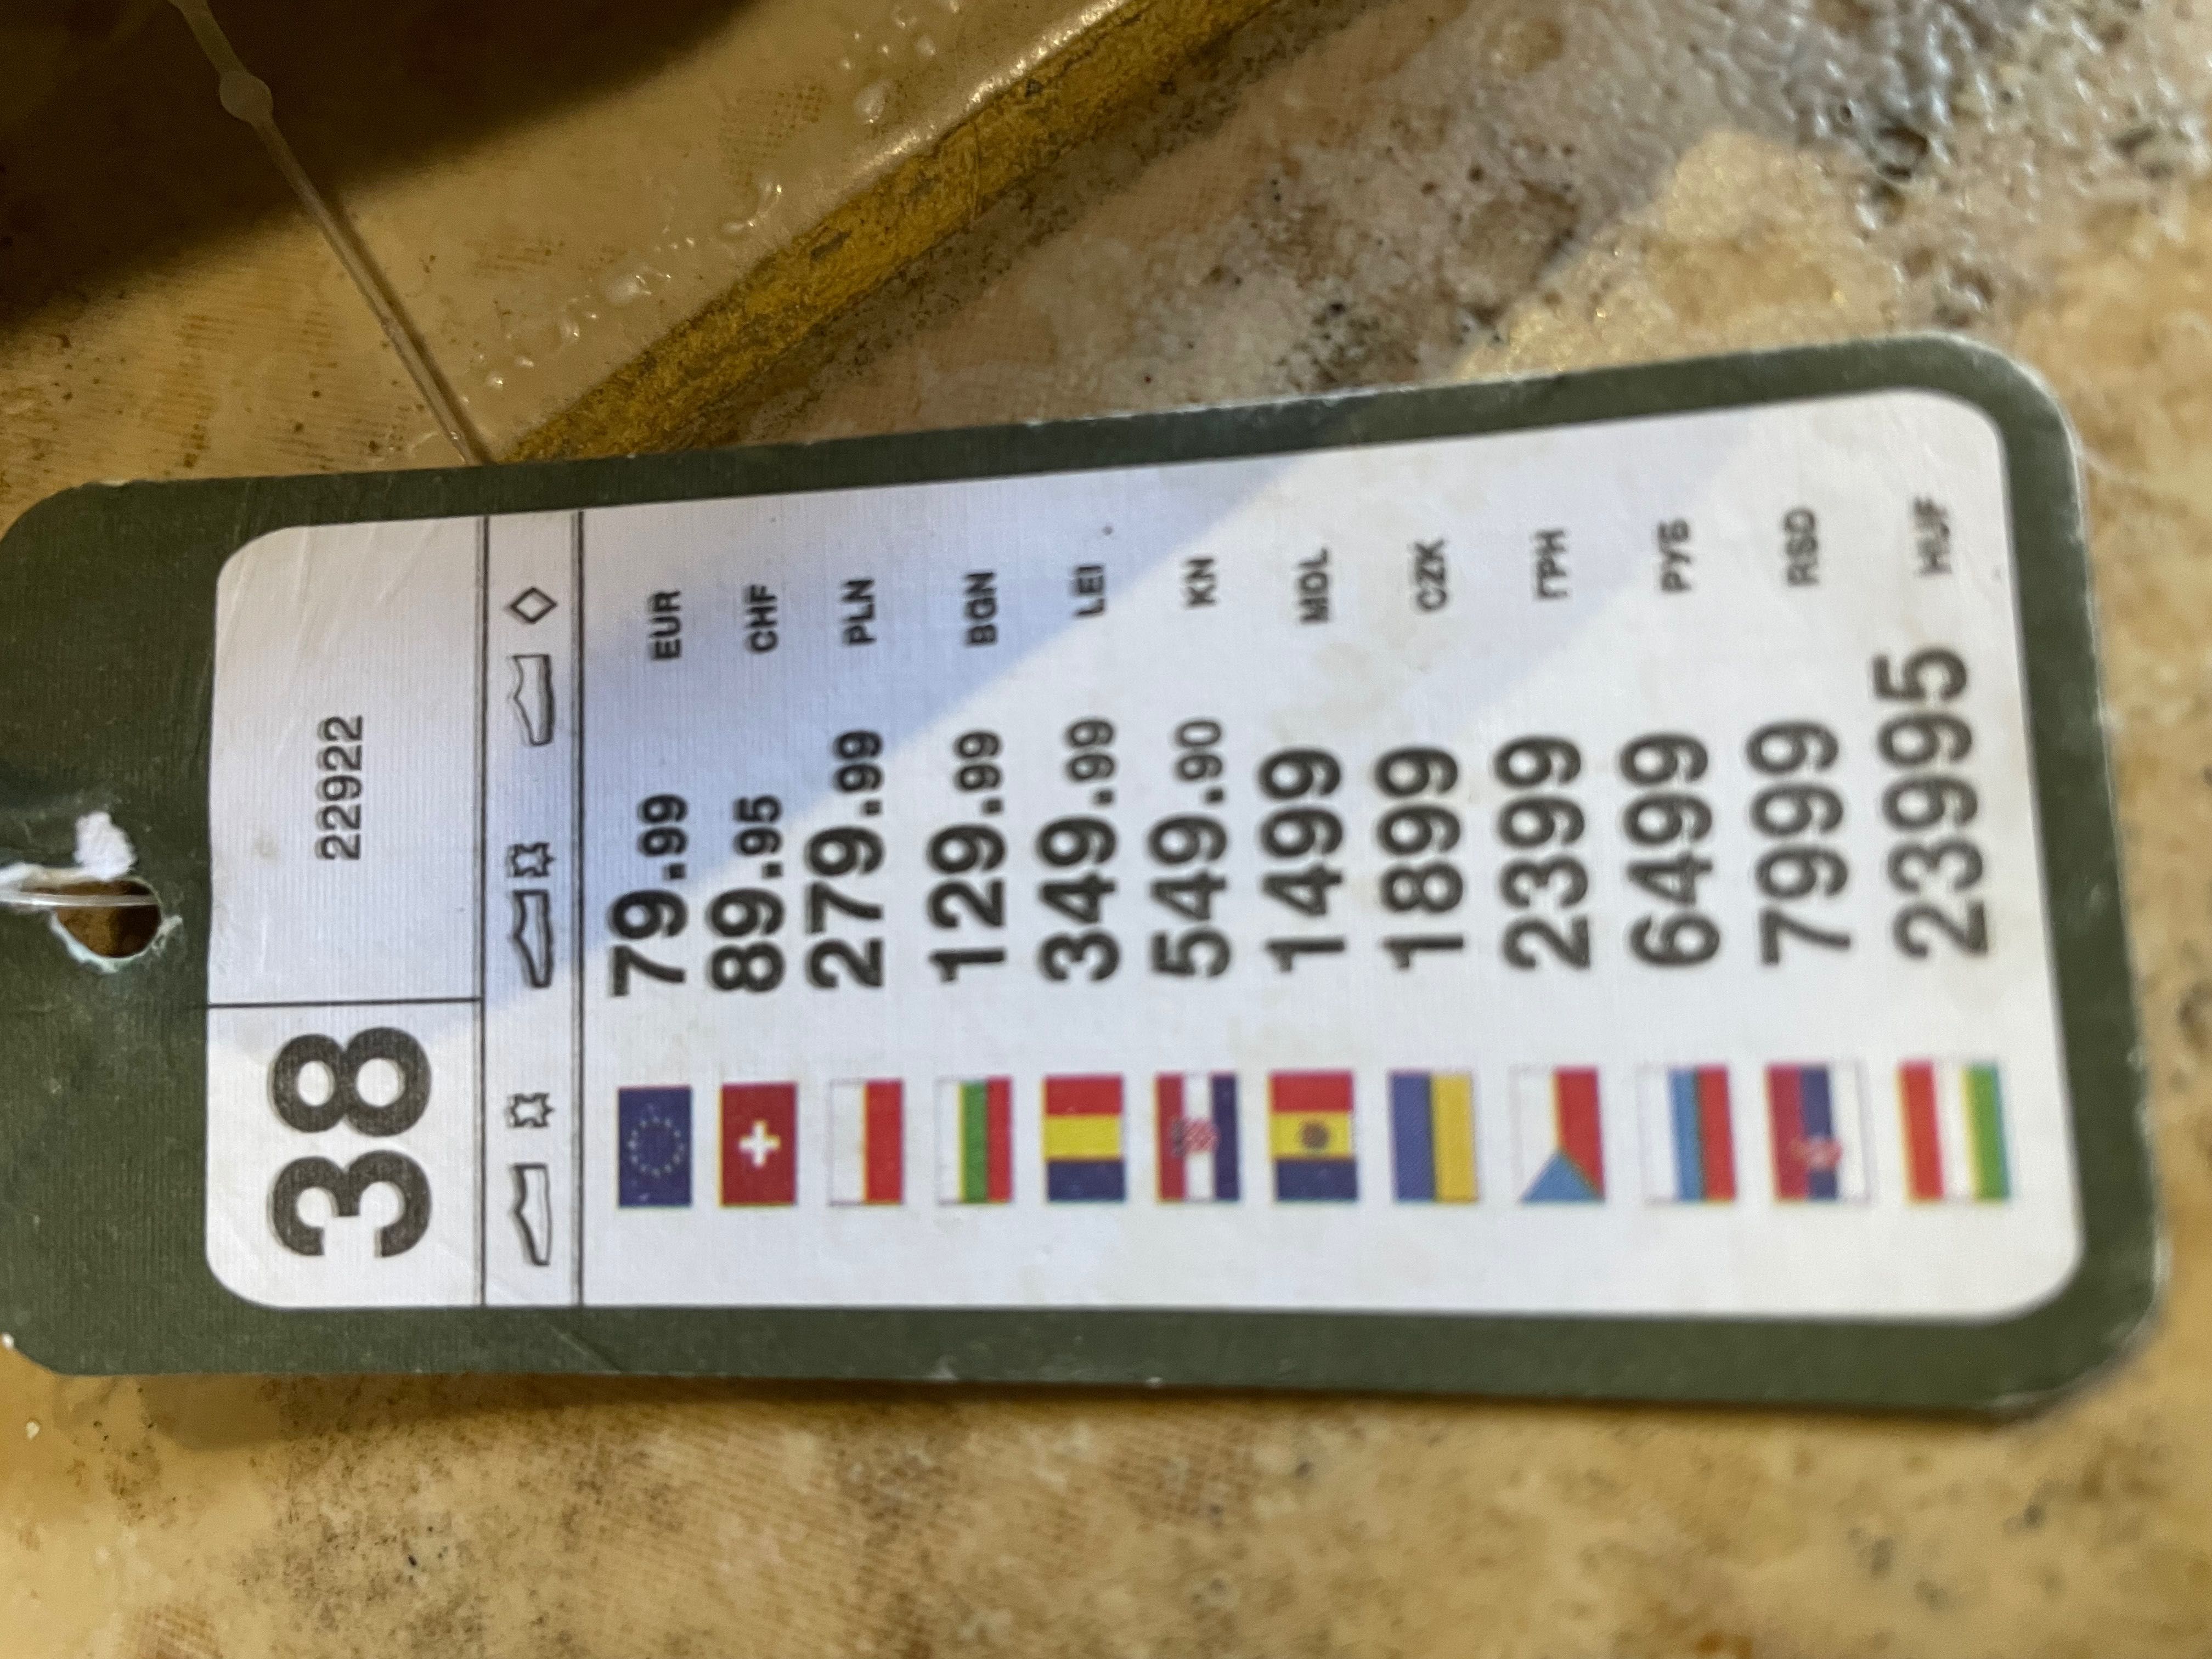 38 22922
79.99 EUR
89.95 CHF
279.99 PLN
129.99 BGN
349.99 LEI
549.90 KN
1499 MDL
1899 CZK
2399 ГРН
6499 РУБ
7999 RSD
23995 HUF